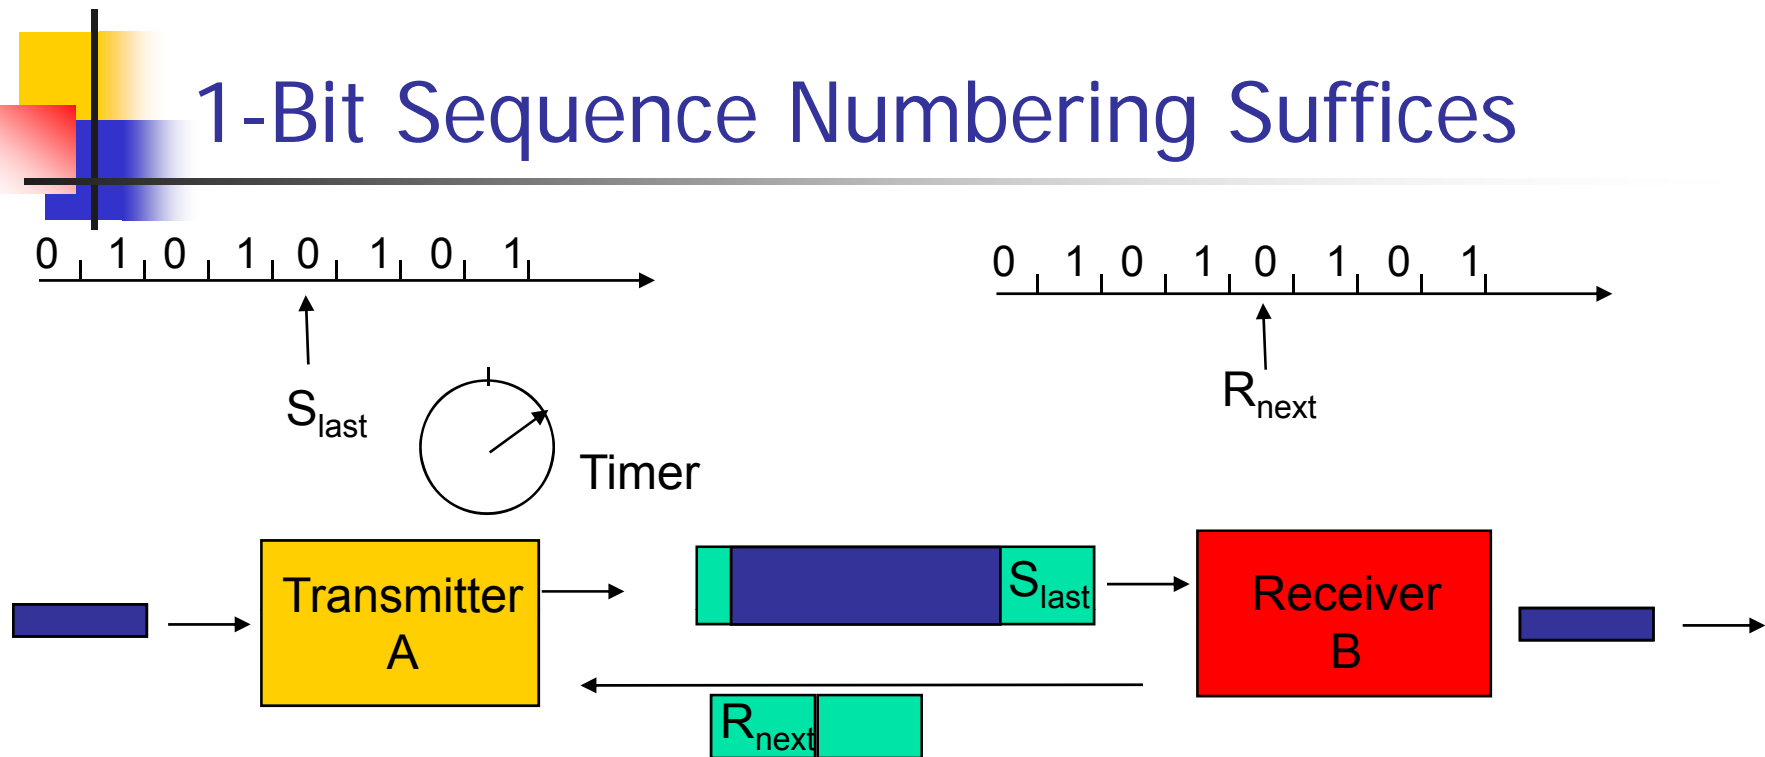 1-Bit Sequence Numbering Suffices
0 1 0 1 0 1 0 1
0 1 0 1 0 1 0 1
Slast
Rnext
Timer
Transmitter
A
Slast
Receiver
B
Rnext